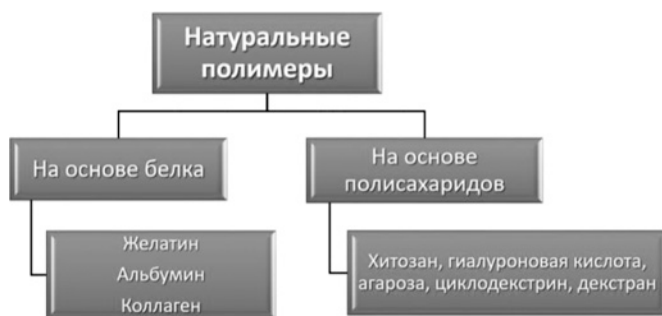 Натуральные
полимеры
На основе белка
На основе
полисахаридов
Желатин
Альбумин
Коллаген
Хитозан, гиалуроновая кислота,
агароза, циклодекстрин, декстран